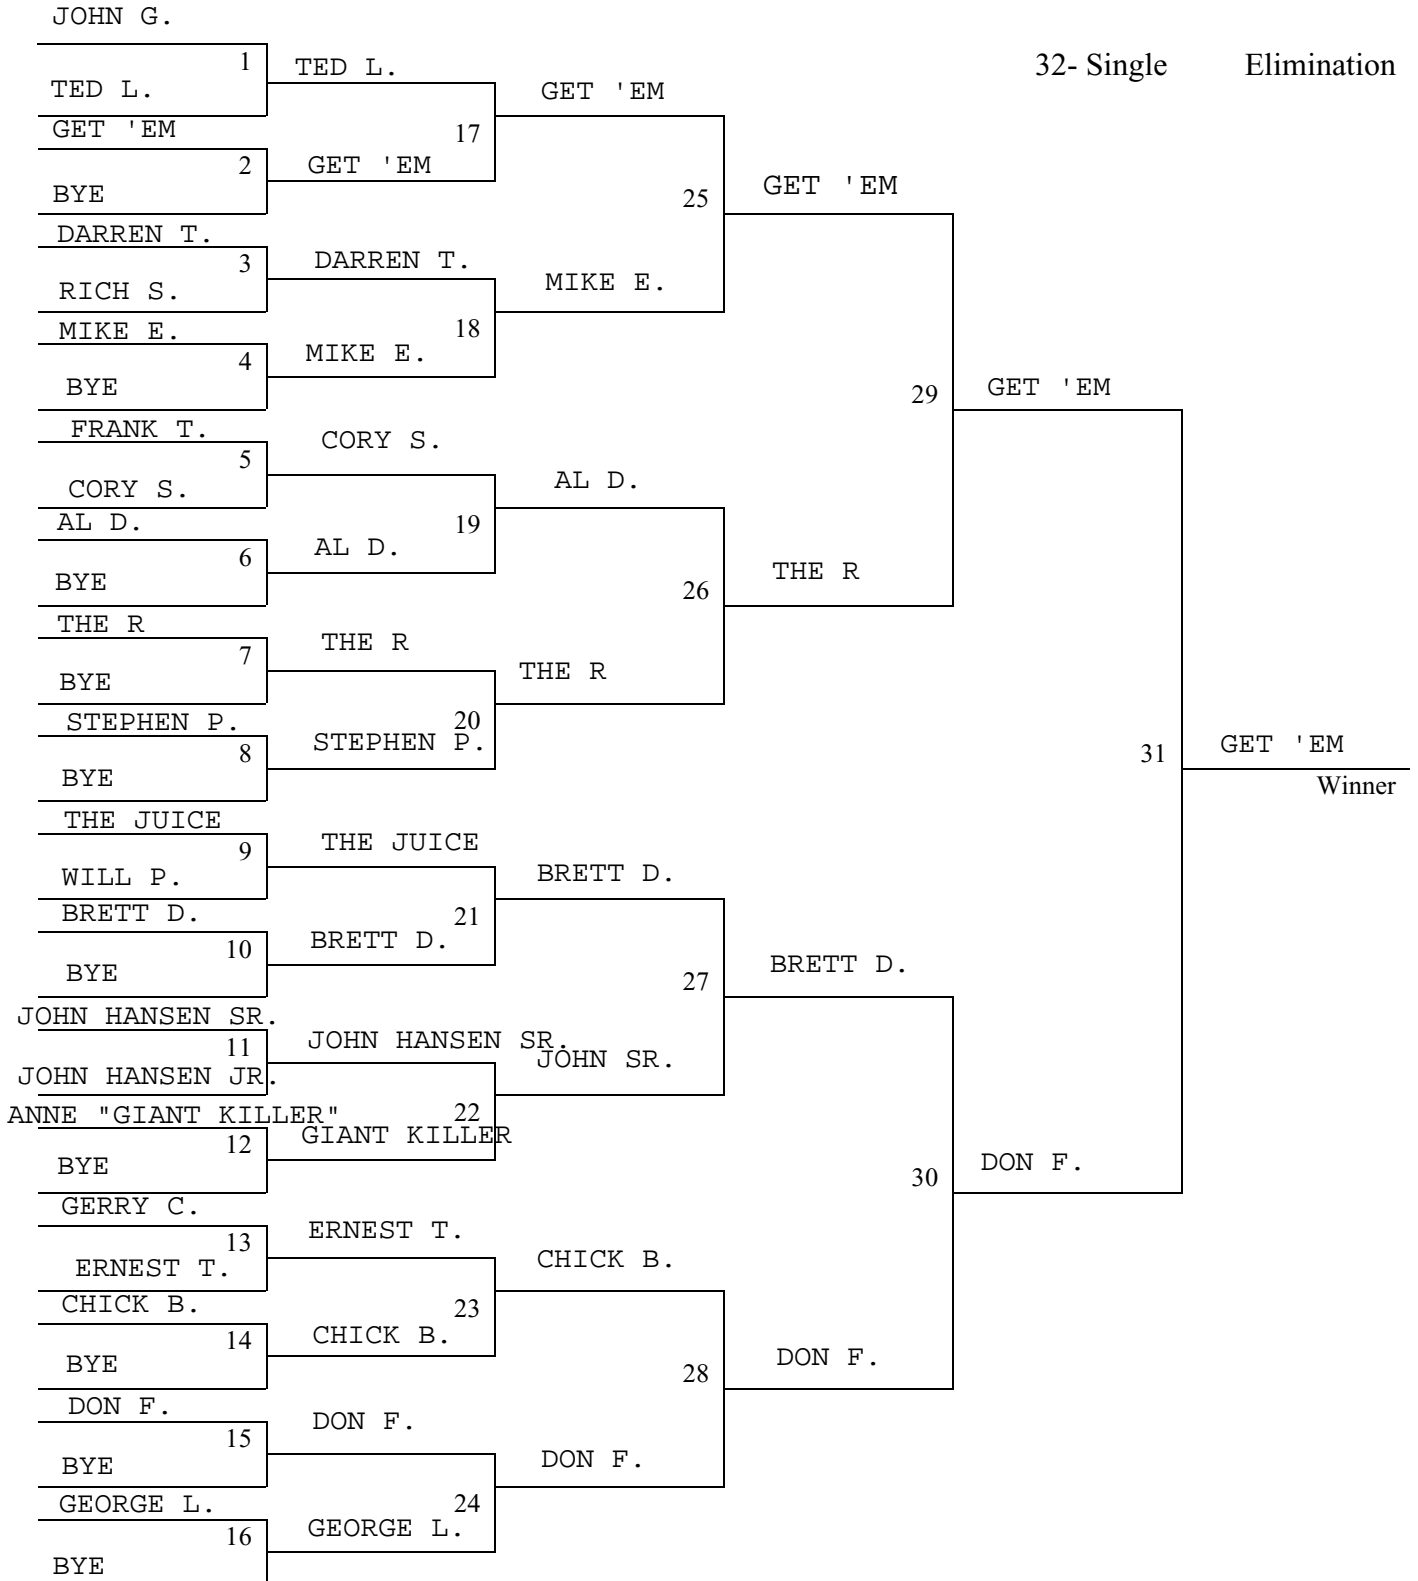 32- Single Elimination
JOHN G.
1
TED L.
GET 'EM
2
BYE
DARREN T.
3
RICH S.
MIKE E.
4
BYE
FRANK T.
5
CORY S.
AL D.
6
BYE
THE R
7
BYE
STEPHEN P.
8
BYE
THE JUICE
9
WILL P.
BRETT D.
10
BYE
JOHN HANSEN SR.
11
JOHN HANSEN JR.
ANNE "GIANT KILLER"
12
BYE
GERRY C.
13
ERNEST T.
CHICK B.
14
BYE
DON F.
15
BYE
GEORGE L.
16
BYE
TED L.
17
GET 'EM
DARREN T.
18
MIKE E.
CORY S.
19
AL D.
THE R
20
STEPHEN P.
THE JUICE
21
BRETT D.
JOHN HANSEN SR.
22
GIANT KILLER
ERNEST T.
23
CHICK B.
DON F.
24
GEORGE L.
GET 'EM
25
MIKE E.
AL D.
26
THE R
BRETT D.
27
JOHN SR.
CHICK B.
28
DON F.
GET 'EM
29
THE R
BRETT D.
30
DON F.
GET 'EM
31
DON F.
GET 'EM
Winner